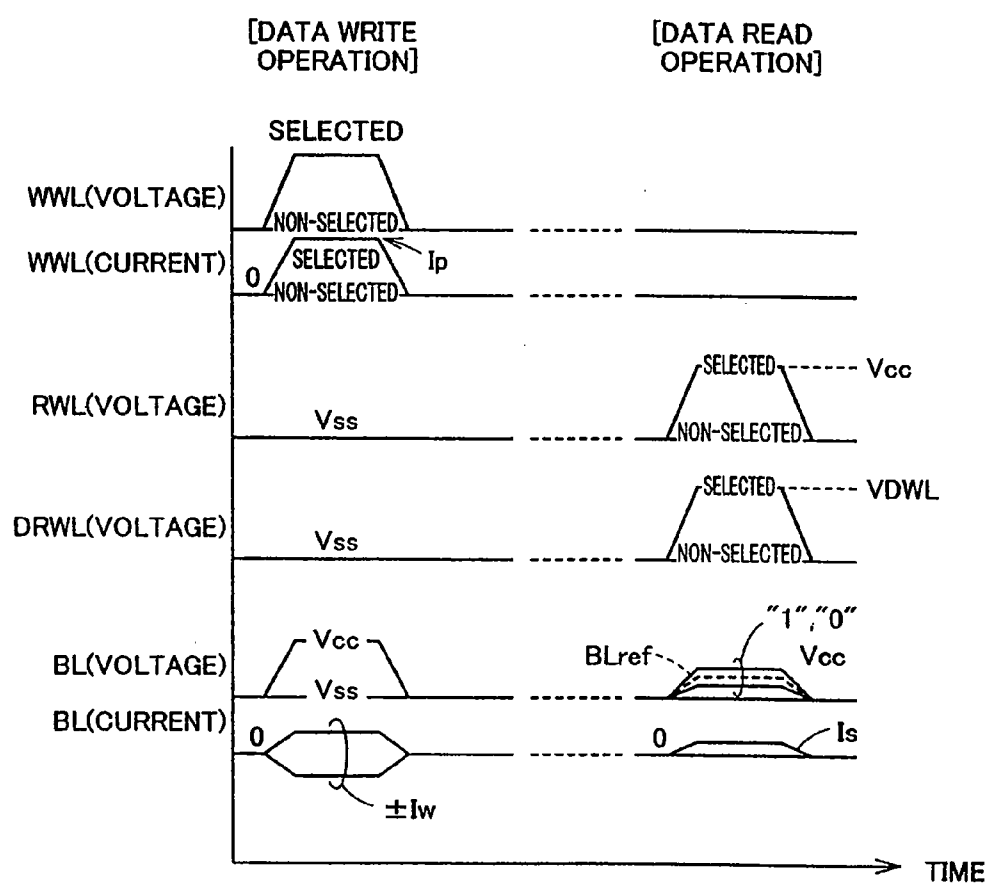 [DATA WRITE
OPERATION]
[DATA READ
OPERATION]
SELECTED
WWL(VOLTAGE)
NON-SELECTED
WWL(CURRENT)
0
SELECTED
Ip
NON-SELECTED
RWL(VOLTAGE)
Vss
SELECTED
Vcc
NON-SELECTED
DRWL(VOLTAGE)
Vss
SELECTED
VDWL
NON-SELECTED
BL(VOLTAGE)
Vcc
Vss
BLref
"1","0"
Vcc
BL(CURRENT)
0
±Iw
0
Is
TIME